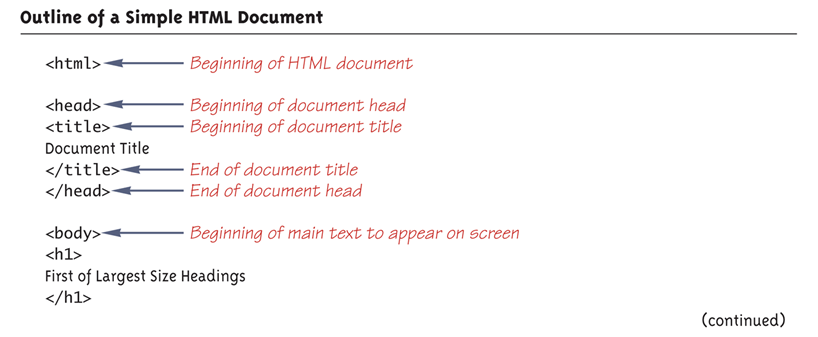 Outline of a Simple HTML Document
<html> Beginning of HTML document
<head> Beginning of document head
<title> Beginning of document title
Document Title
</title> End of document title
</head> End of document head
<body> Beginning of main text to appear on screen
<h1>
First of Largest Size Headings
</h1>
(continued)